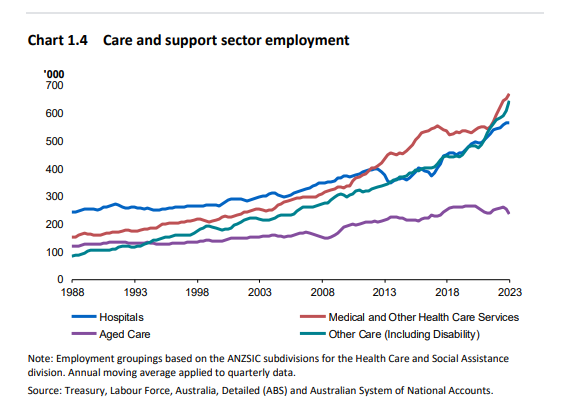 Chart 1.4 Care and support sector employment
'000
700
600
500
400
300
200
100
0
1988 1993 1998 2003 2008 2013 2018 2023
Hospitals
Medical and Other Health Care Services
Aged Care
Other Care (Including Disability)
Note: Employment groupings based on the ANZSIC subdivisions for the Health Care and Social Assistance
division. Annual moving average applied to quarterly data.
Source: Treasury, Labour Force, Australia, Detailed (ABS) and Australian System of National Accounts.